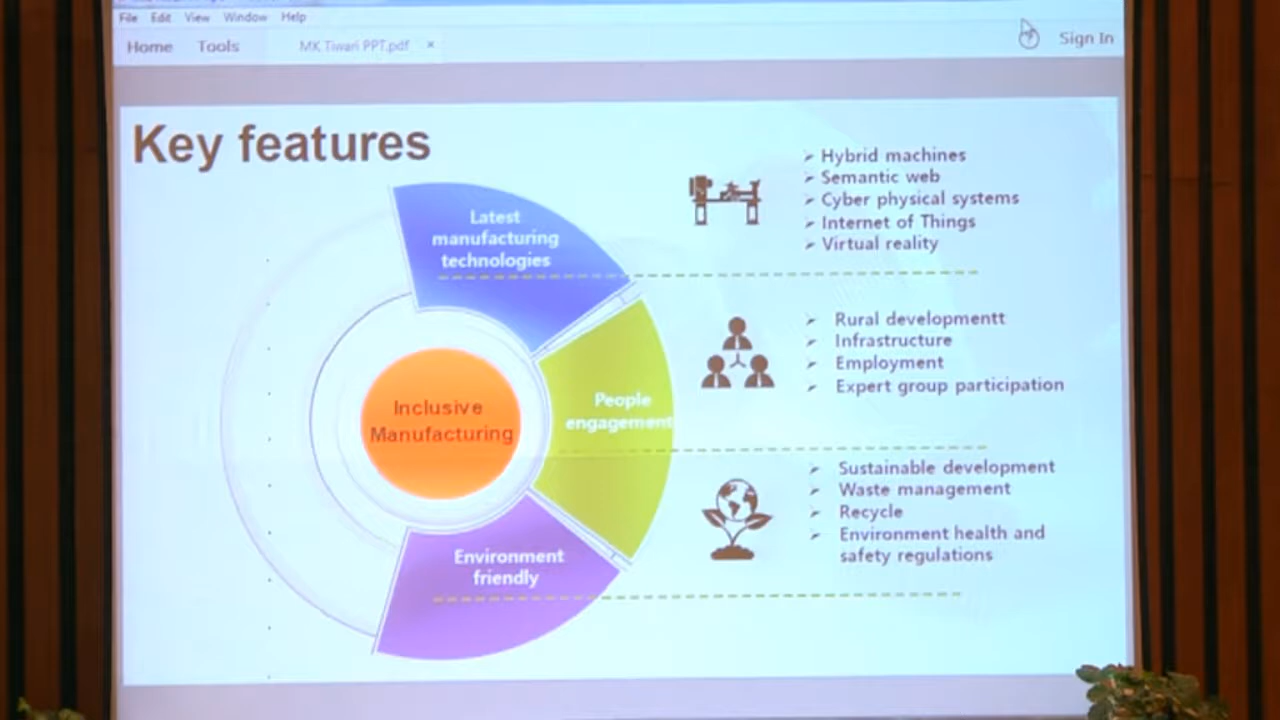 File Edit View Window Help
Home Tools MK Tiwari PPT.pdf × Sign In
Key features
Latest
manufacturing
technologies
➢ Hybrid machines
➢ Semantic web
➢ Cyber physical systems
➢ Internet of Things
➢ Virtual reality
Inclusive
Manufacturing
People
engagement
➢ Rural developmentt
➢ Infrastructure
➢ Employment
➢ Expert group participation
Environment
friendly
➢ Sustainable development
➢ Waste management
➢ Recycle
➢ Environment health and
safety regulations